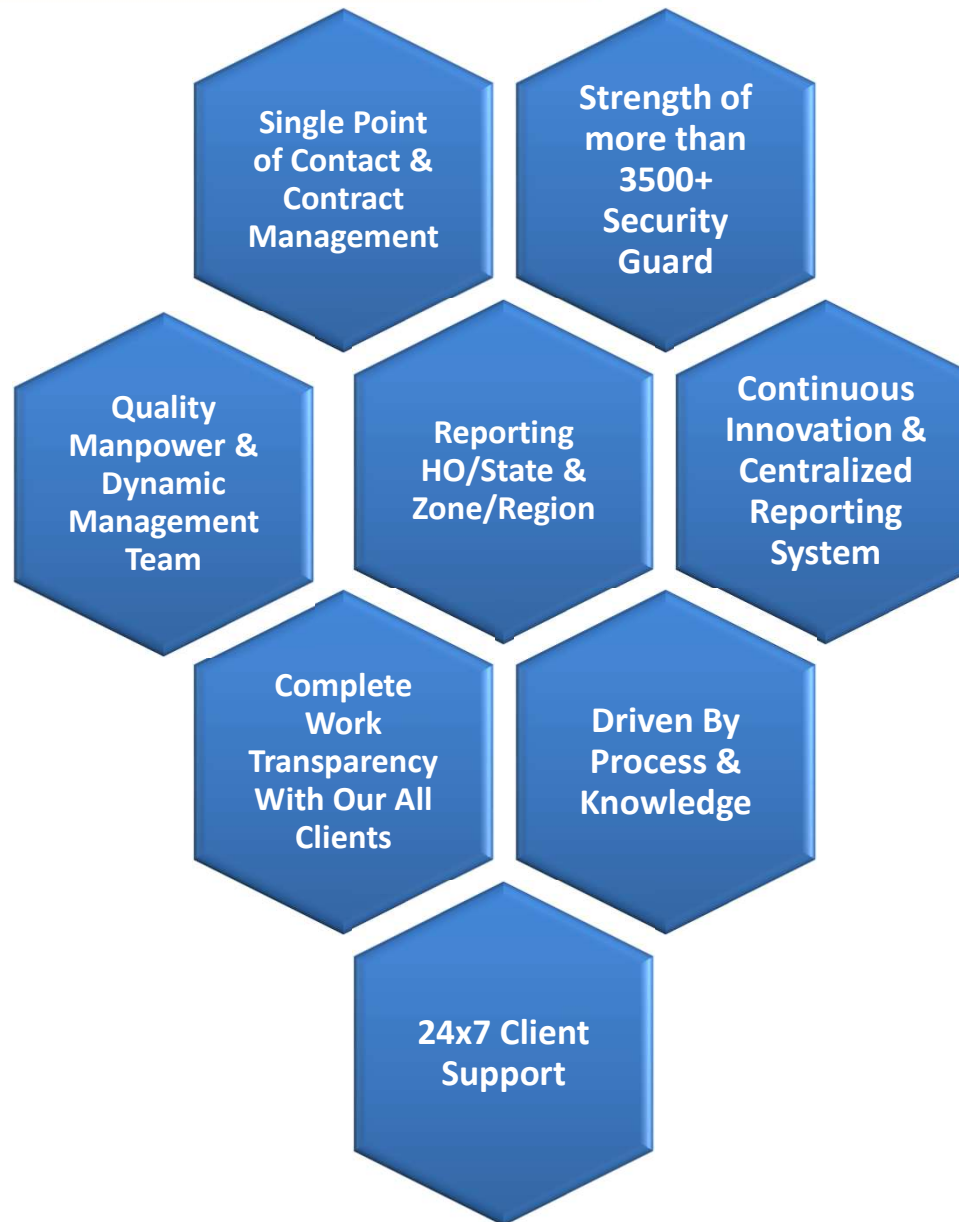 Single Point
of Contact &
Contract
Management
Strength of
more than
3500+
Security
Guard
Quality
Manpower &
Dynamic
Management
Team
Reporting
HO/State &
Zone/Region
Continuous
Innovation &
Centralized
Reporting
System
Complete
Work
Transparency
With Our All
Clients
Driven By
Process &
Knowledge
24x7 Client
Support